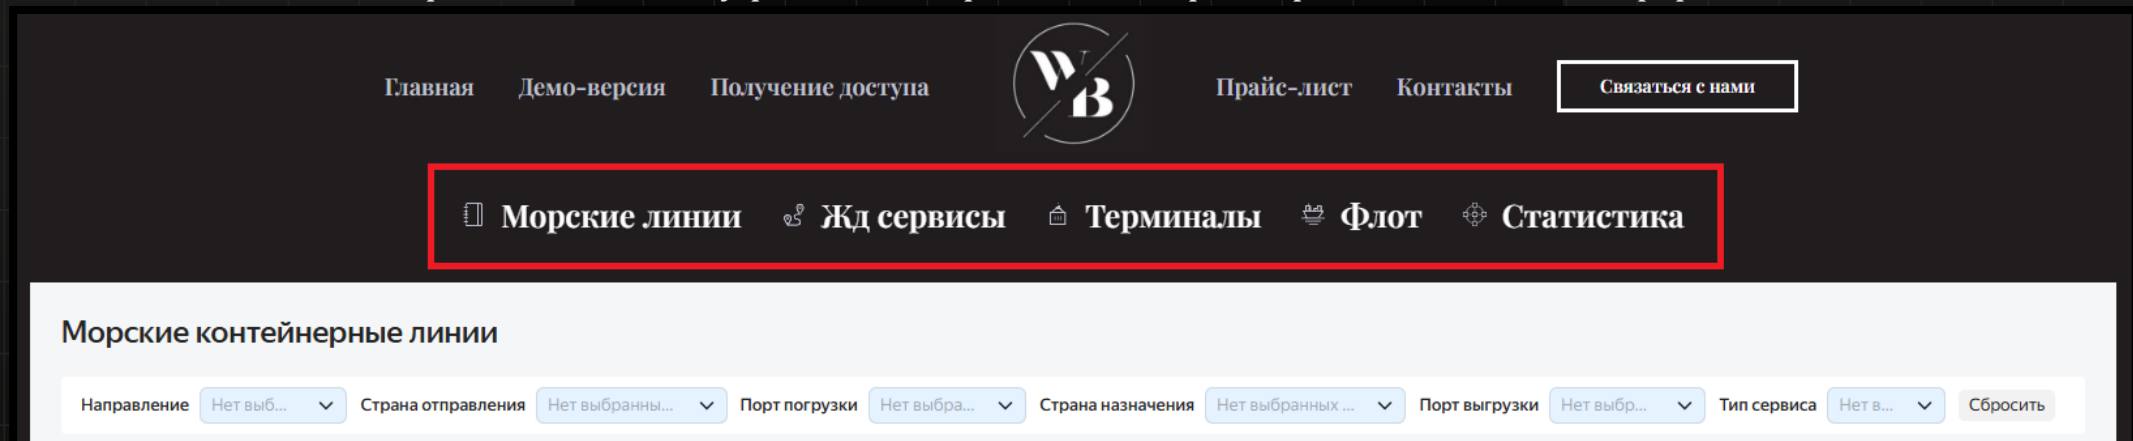 Главная Демо-версия Получение доступа WTB Прайс-лист Контакты Связаться с нами
Морские линии Жд сервисы Терминалы Флот Статистика
Морские контейнерные линии
Направление Нет выб... Страна отправления Нет выбранны... Порт погрузки Нет выбра... Страна назначения Нет выбранных ... Порт выгрузки Нет выбр... Тип сервиса Нет в... Сбросить